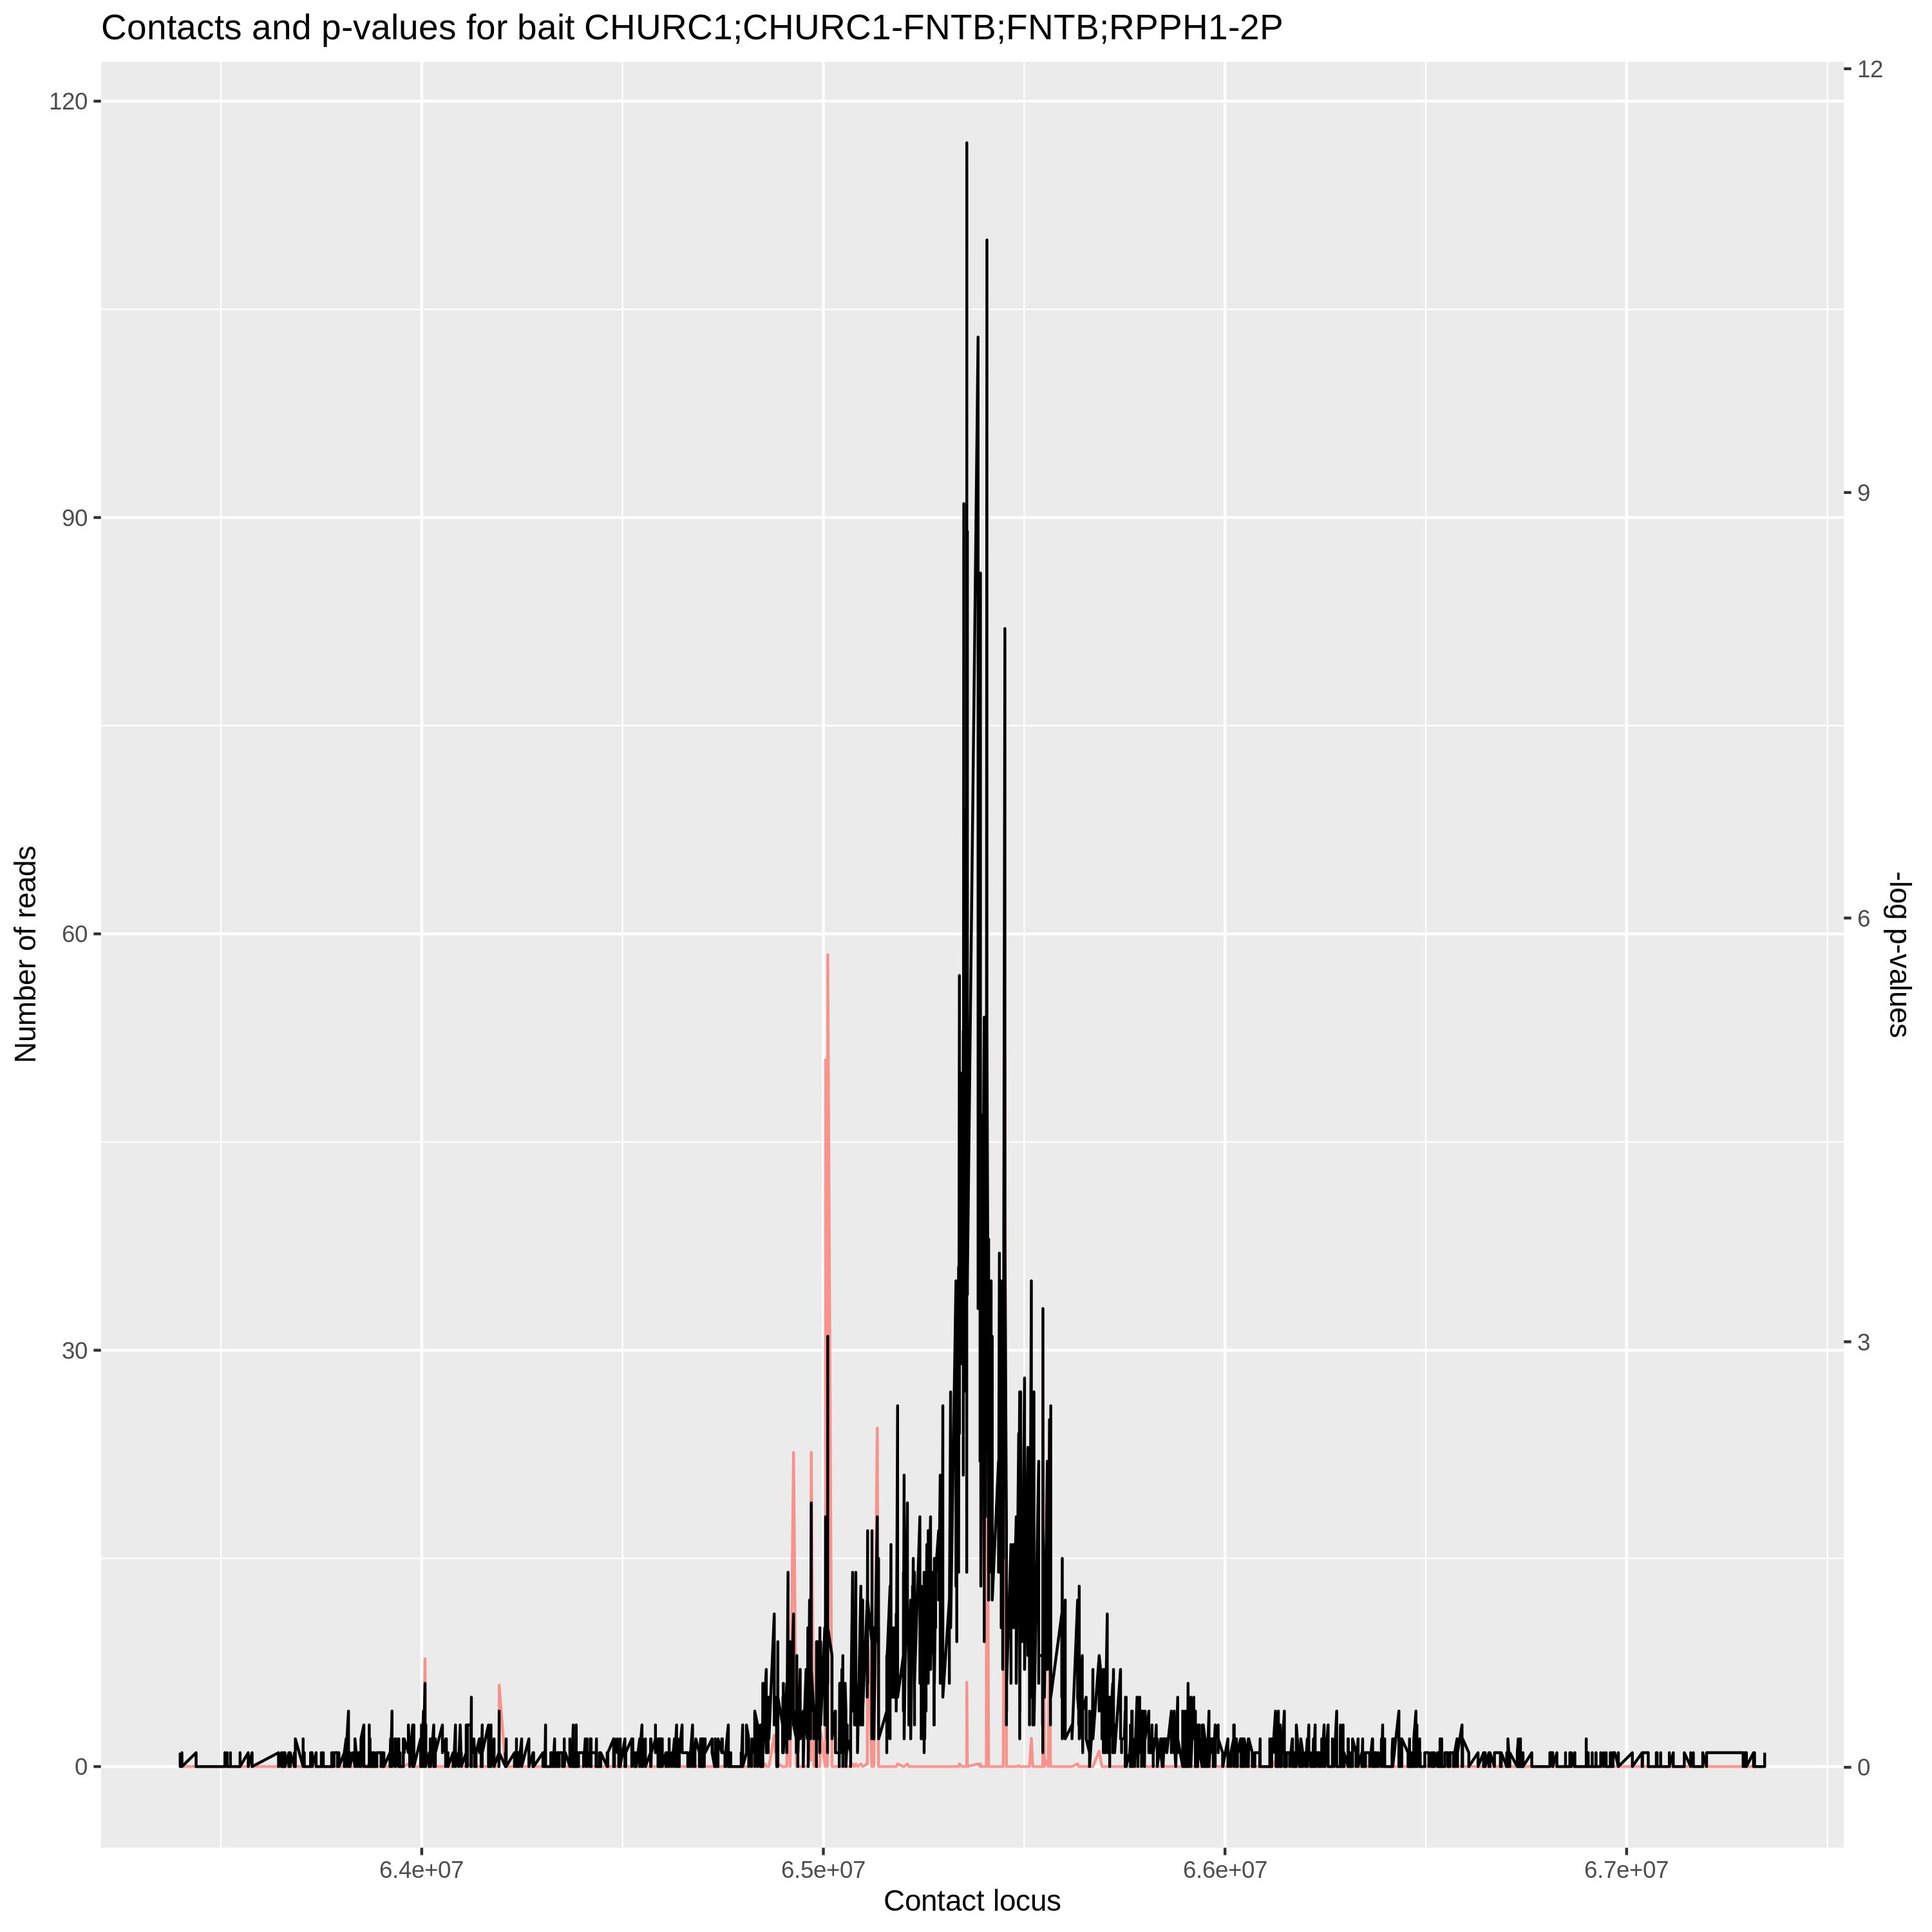 Contacts and p-values for bait CHURC1;CHURC1-FNTB;FNTB;RPPH1-2P
120
90
60
30
0
Number of reads
12
9
6
3
0
-log p-values
6.4e+07
6.5e+07
6.6e+07
6.7e+07
Contact locus